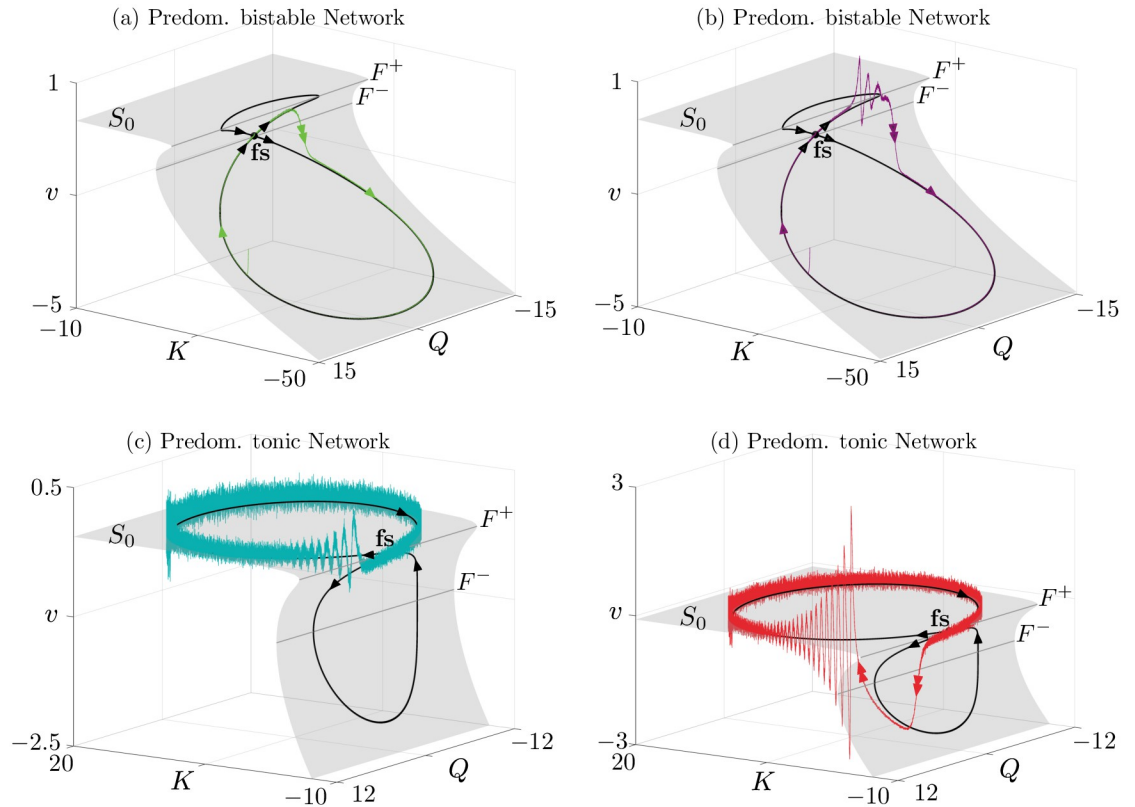 (a) Predom. bistable Network
1
F⁺
F⁻
S₀
fs
v
−5
−10
K
−50
15
Q
−15
(b) Predom. bistable Network
1
F⁺
F⁻
S₀
fs
v
−5
−10
K
−50
15
Q
−15
(c) Predom. tonic Network
0.5
S₀
fs
F⁺
F⁻
v
−2.5
20
K
−10
12
Q
−12
(d) Predom. tonic Network
3
S₀
fs
F⁺
F⁻
v
−3
20
K
−10
12
Q
−12